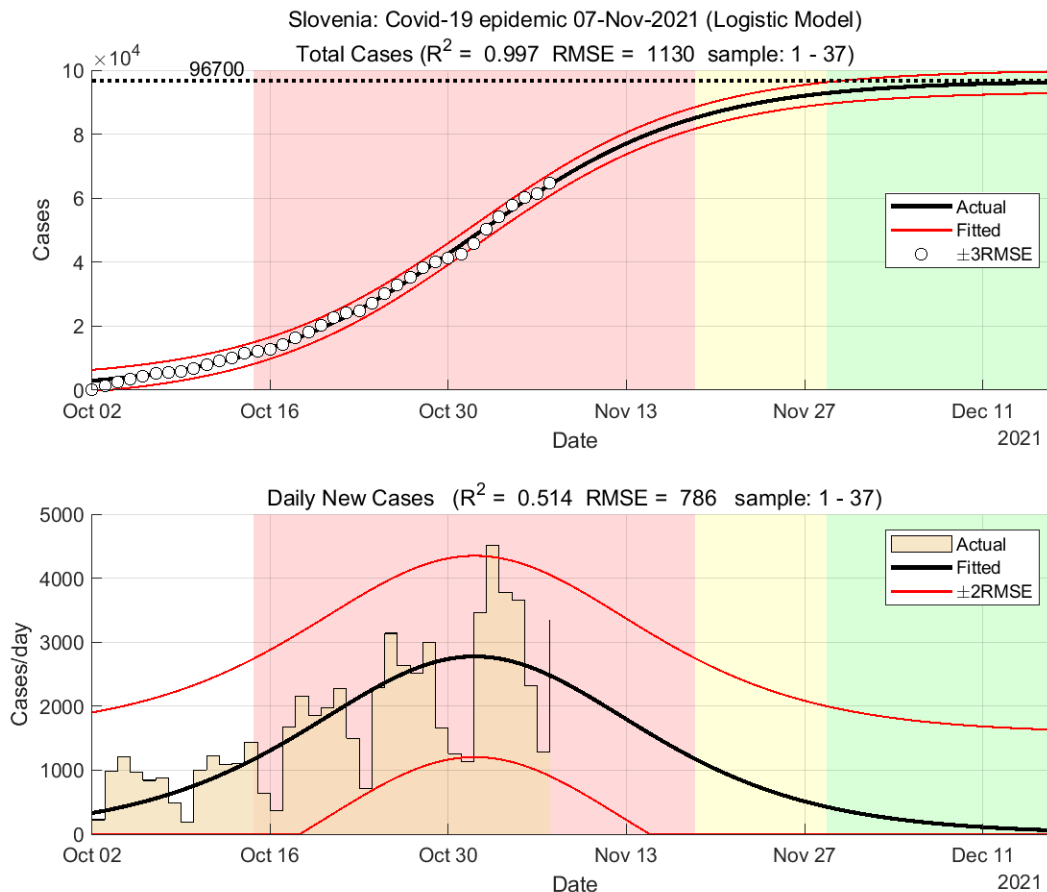 Slovenia: Covid-19 epidemic 07-Nov-2021 (Logistic Model)
Total Cases (R² = 0.997 RMSE = 1130 sample: 1 - 37)
×10⁴
96700
10
8
6
4
2
0
Cases
Actual
Fitted
±3RMSE
Oct 02 Oct 16 Oct 30 Nov 13 Nov 27 Dec 11
Date
2021
Daily New Cases (R² = 0.514 RMSE = 786 sample: 1 - 37)
5000
4000
3000
2000
1000
0
Cases/day
Actual
Fitted
±2RMSE
Oct 02 Oct 16 Oct 30 Nov 13 Nov 27 Dec 11
Date
2021